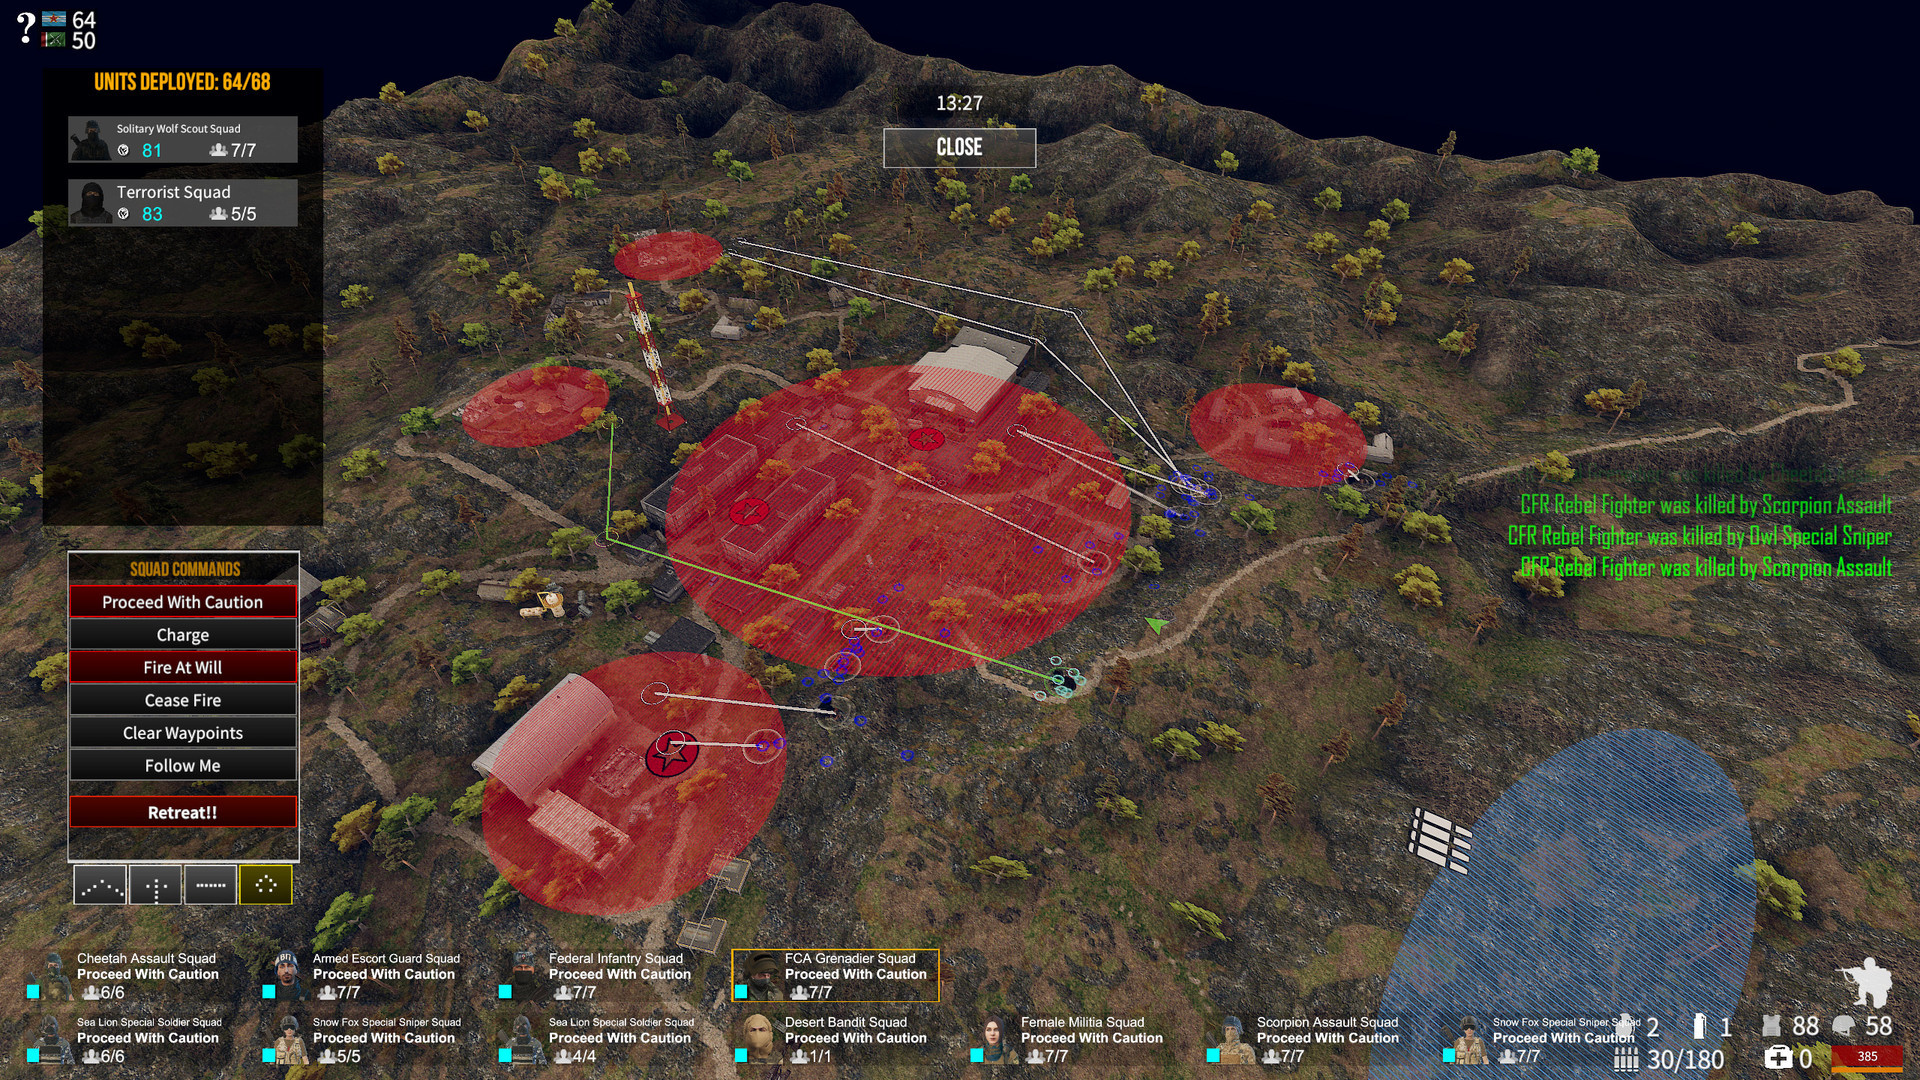 ?
64
50
UNITS DEPLOYED: 64/68
Solitary Wolf Scout Squad
81 7/7
Terrorist Squad
83 5/5
13:27
CLOSE
CFR Rebel Fighter was killed by Scorpion Assault
CFR Rebel Fighter was killed by Owl Special Sniper
CFR Rebel Fighter was killed by Scorpion Assault
SQUAD COMMANDS
Proceed With Caution
Charge
Fire At Will
Cease Fire
Clear Waypoints
Follow Me
Retreat!!
Cheetah Assault Squad
Proceed With Caution
6/6
Armed Escort Guard Squad
Proceed With Caution
7/7
Federal Infantry Squad
Proceed With Caution
7/7
FCA Grenadier Squad
Proceed With Caution
7/7
Sea Lion Special Soldier Squad
Proceed With Caution
6/6
Snow Fox Special Sniper Squad
Proceed With Caution
5/5
Sea Lion Special Soldier Squad
Proceed With Caution
4/4
Desert Bandit Squad
Proceed With Caution
1/1
Female Militia Squad
Proceed With Caution
7/7
Scorpion Assault Squad
Proceed With Caution
7/7
Snow Fox Special Sniper Squad
Proceed With Caution
7/7
2 1 88 58
30/180 0 385